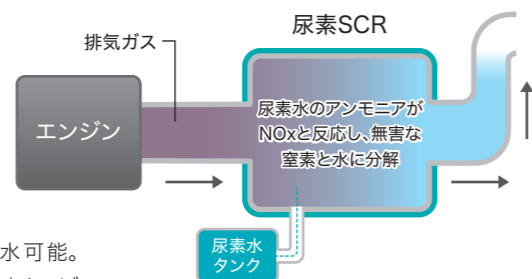 尿素SCR
排気ガス
エンジン
尿素水のアンモニアが
NOxと反応し、無害な
窒素と水に分解
尿素水
タンク
水可能。